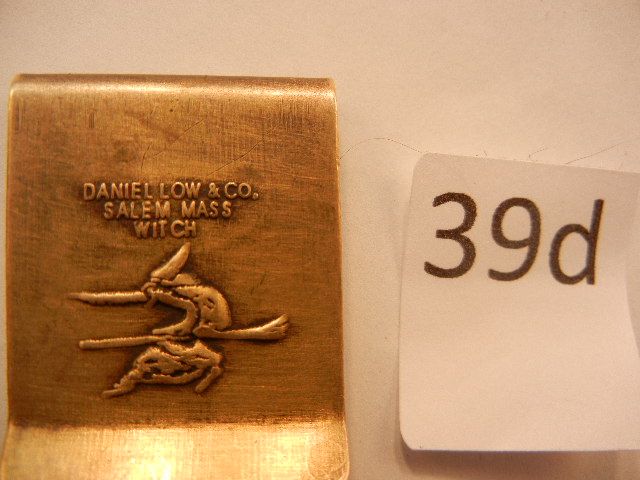 DANIEL LOW & CO.
SALEM MASS
WITCH
39d